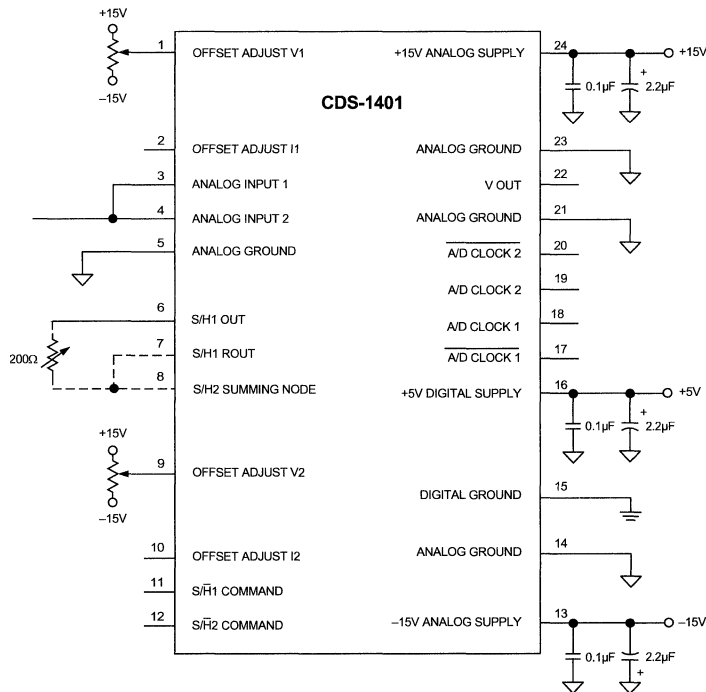 +15V
1
OFFSET ADJUST V1
–15V
2
OFFSET ADJUST I1
3
ANALOG INPUT 1
4
ANALOG INPUT 2
5
ANALOG GROUND
6
S/H1 OUT
200Ω
7
S/H1 ROUT
8
S/H2 SUMMING NODE
+15V
9
OFFSET ADJUST V2
–15V
10
OFFSET ADJUST I2
11
S/H̅1 COMMAND
12
S/H̅2 COMMAND
CDS-1401
+15V ANALOG SUPPLY
24
+15V
0.1µF
+
2.2µF
ANALOG GROUND
23
V OUT
22
ANALOG GROUND
21
A/D CLOCK 2
20
A/D CLOCK 2
19
A/D CLOCK 1
18
A/D CLOCK 1
17
+5V DIGITAL SUPPLY
16
+5V
0.1µF
+
2.2µF
DIGITAL GROUND
15
ANALOG GROUND
14
–15V ANALOG SUPPLY
13
–15V
0.1µF
2.2µF
+